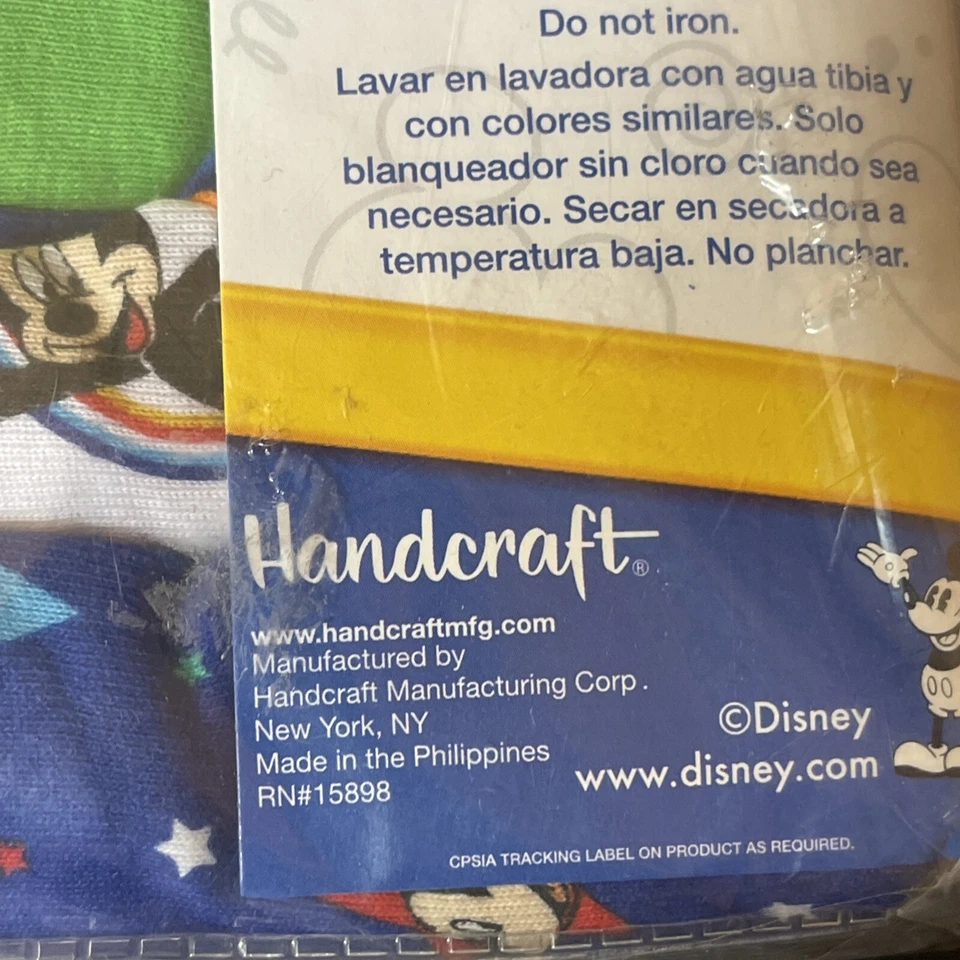 Do not iron.
Lavar en lavadora con agua tibia y
con colores similares. Solo
blanqueador sin cloro cuando sea
necesario. Secar en secadora a
temperatura baja. No planchar.
Handcraft®
www.handcraftmfg.com
Manufactured by
Handcraft Manufacturing Corp.
New York, NY
Made in the Philippines
RN#15898
©Disney
www.disney.com
CPSIA TRACKING LABEL ON PRODUCT AS REQUIRED.